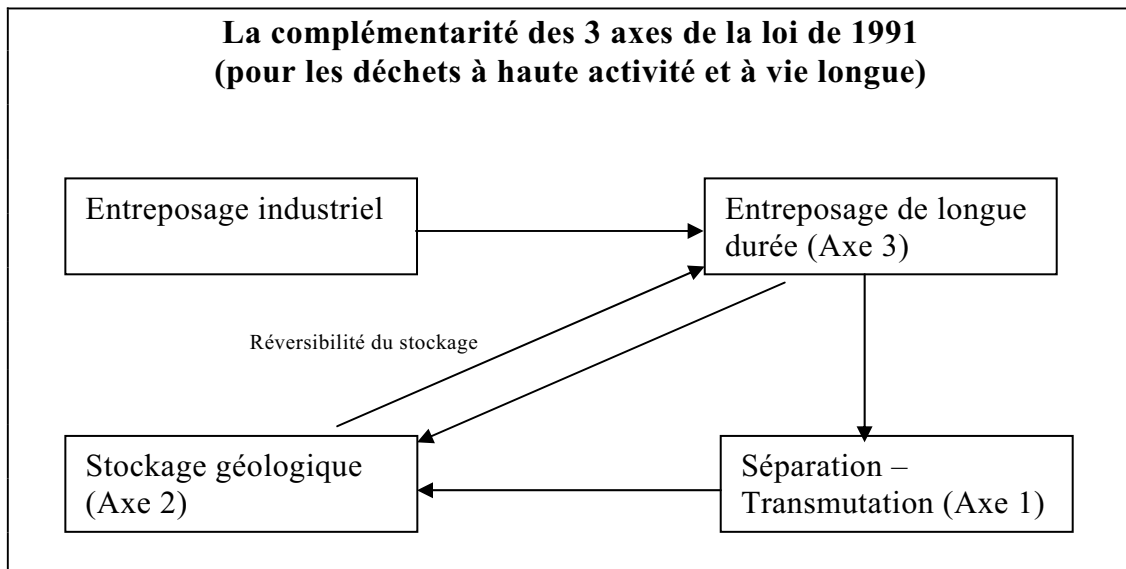 La complémentarité des 3 axes de la loi de 1991
(pour les déchets à haute activité et à vie longue)
Entreposage industriel
Entreposage de longue
durée (Axe 3)
Réversibilité du stockage
Stockage géologique
(Axe 2)
Séparation –
Transmutation (Axe 1)